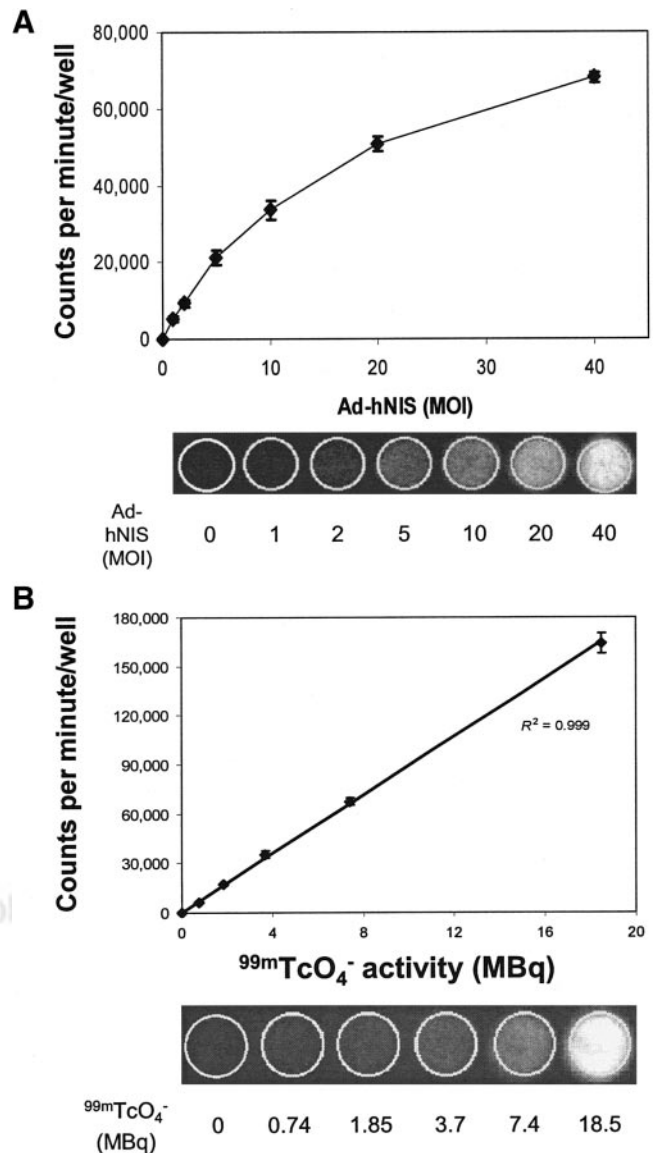 A
Counts per minute/well
80,000
60,000
40,000
20,000
0
0 10 20 30 40
Ad-hNIS (MOI)
Ad-
hNIS
(MOI)
0 1 2 5 10 20 40
B
Counts per minute/well
180,000
150,000
120,000
90,000
60,000
30,000
0
R² = 0.999
0 4 8 12 16 20
⁹⁹ᵐTcO₄⁻ activity (MBq)
⁹⁹ᵐTcO₄⁻
(MBq)
0 0.74 1.85 3.7 7.4 18.5